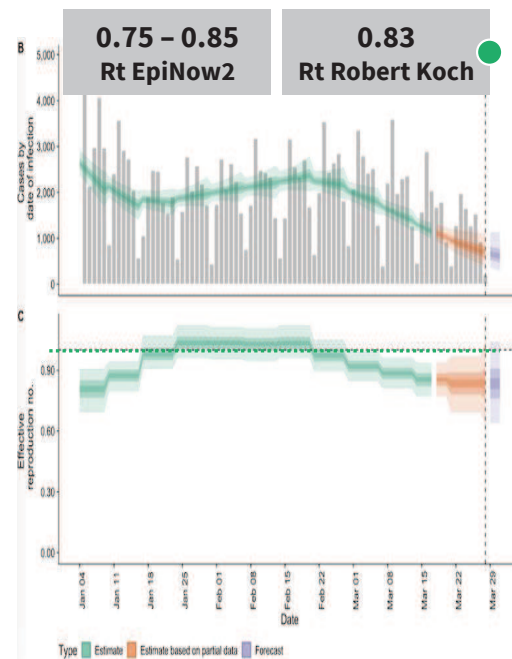 0.75 – 0.85
Rt EpiNow2
0.83
Rt Robert Koch
B
5,000
4,000
3,000
2,000
1,000
0
Cases by
date of infection
C
0.90
0.60
0.30
0.00
Effective
reproduction no..
Jan 04
Jan 11
Jan 18
Jan 25
Feb 01
Feb 08
Feb 15
Feb 22
Mar 01
Mar 08
Mar 15
Mar 22
Mar 29
Date
Type Estimate Estimate based on partial data Forecast